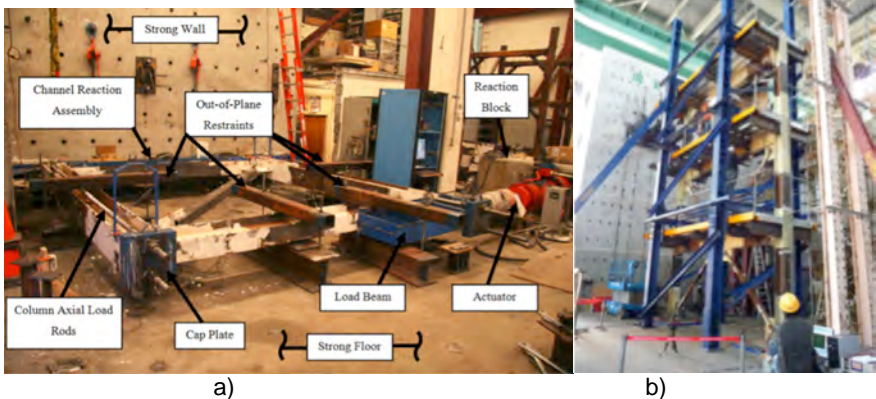 Strong Wall
Channel Reaction
Assembly
Out-of-Plane
Restraints
Reaction
Block
Column Axial Load
Rods
Cap Plate
Load Beam
Actuator
Strong Floor
a)
b)